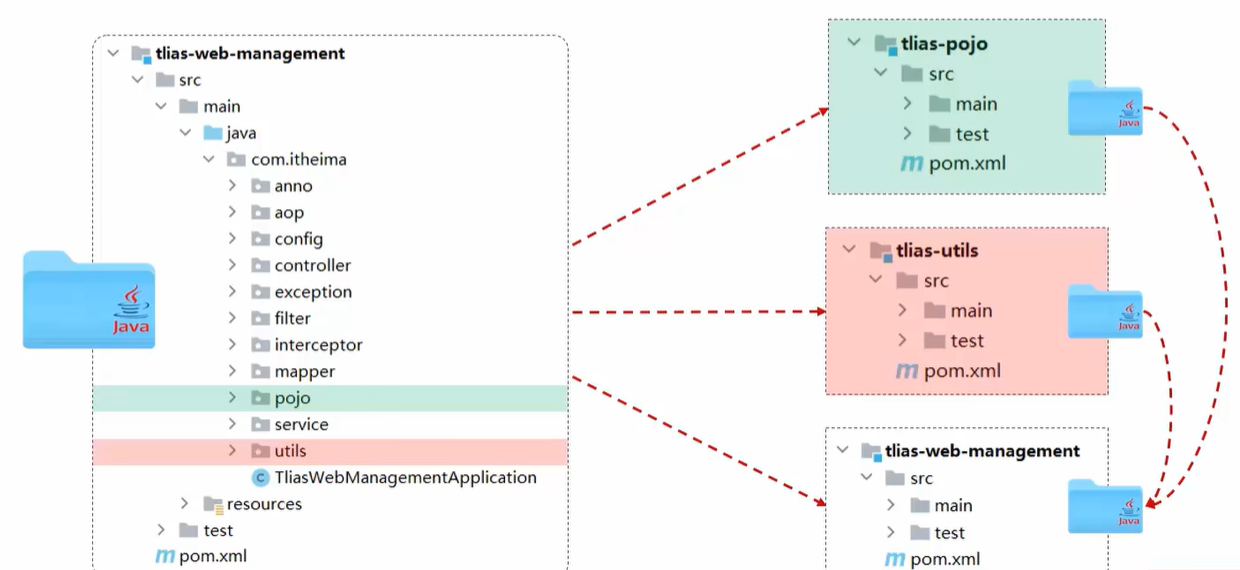 tlias-web-management
src
main
java
com.itheima
anno
aop
config
controller
exception
filter
interceptor
mapper
pojo
service
utils
C TliasWebManagementApplication
resources
test
m pom.xml
Java
tlias-pojo
src
main
test
m pom.xml
Java
tlias-utils
src
main
test
m pom.xml
Java
tlias-web-management
src
main
test
m pom.xml
Java